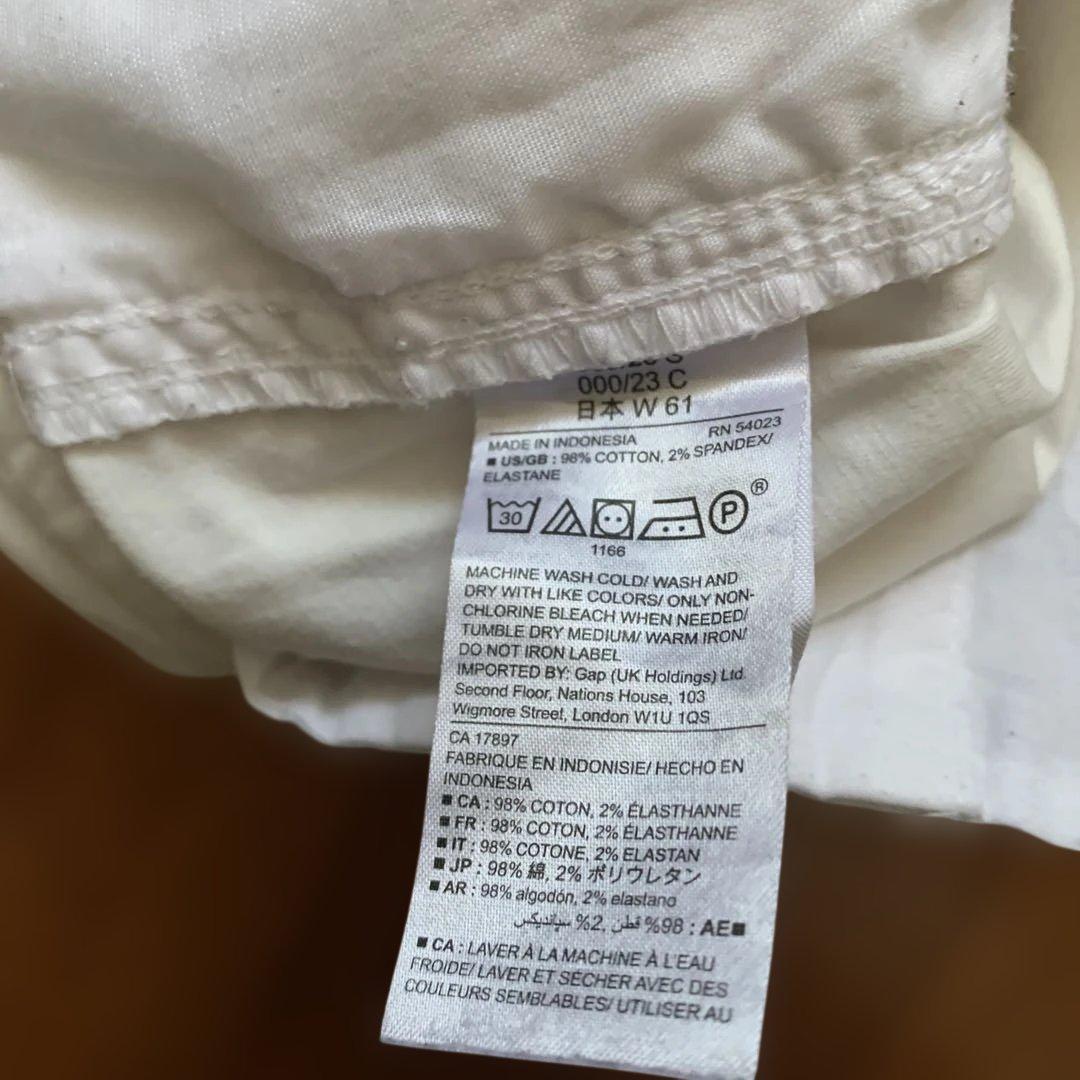 000/23 C
日本 W 61
RN 54023
MADE IN INDONESIA
■ US/GB : 98% COTTON, 2% SPANDEX/
ELASTANE
30 P ®
1166
MACHINE WASH COLD/ WASH AND
DRY WITH LIKE COLORS/ ONLY NON-
CHLORINE BLEACH WHEN NEEDED/
TUMBLE DRY MEDIUM/ WARM IRON/
DO NOT IRON LABEL
IMPORTED BY: Gap (UK Holdings) Ltd.
Second Floor, Nations House, 103
Wigmore Street, London W1U 1QS
CA 17897
FABRIQUE EN INDONISIE/ HECHO EN
INDONESIA
■ CA : 98% COTON, 2% ÉLASTHANNE
■ FR : 98% COTON, 2% ÉLASTHANNE
■ IT : 98% COTONE, 2% ELASTAN
■ JP : 98% 綿, 2% ポリウレタン
■ AR : 98% algodón, 2% elastano
■AE : 98% قطن, 2% سپانديكس
■ CA : LAVER À LA MACHINE À L'EAU
FROIDE/ LAVER ET SÉCHER AVEC DES
COULEURS SEMBLABLES/ UTILISER AU